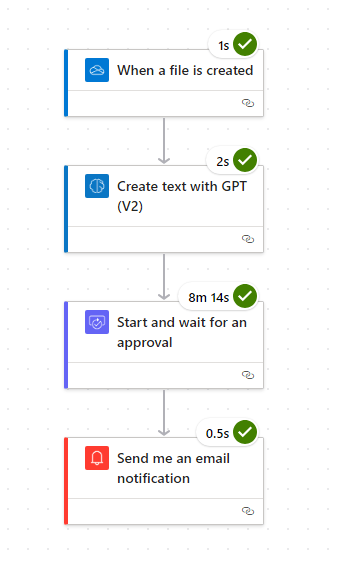 1s
When a file is created
2s
Create text with GPT
(V2)
8m 14s
Start and wait for an
approval
0.5s
Send me an email
notification